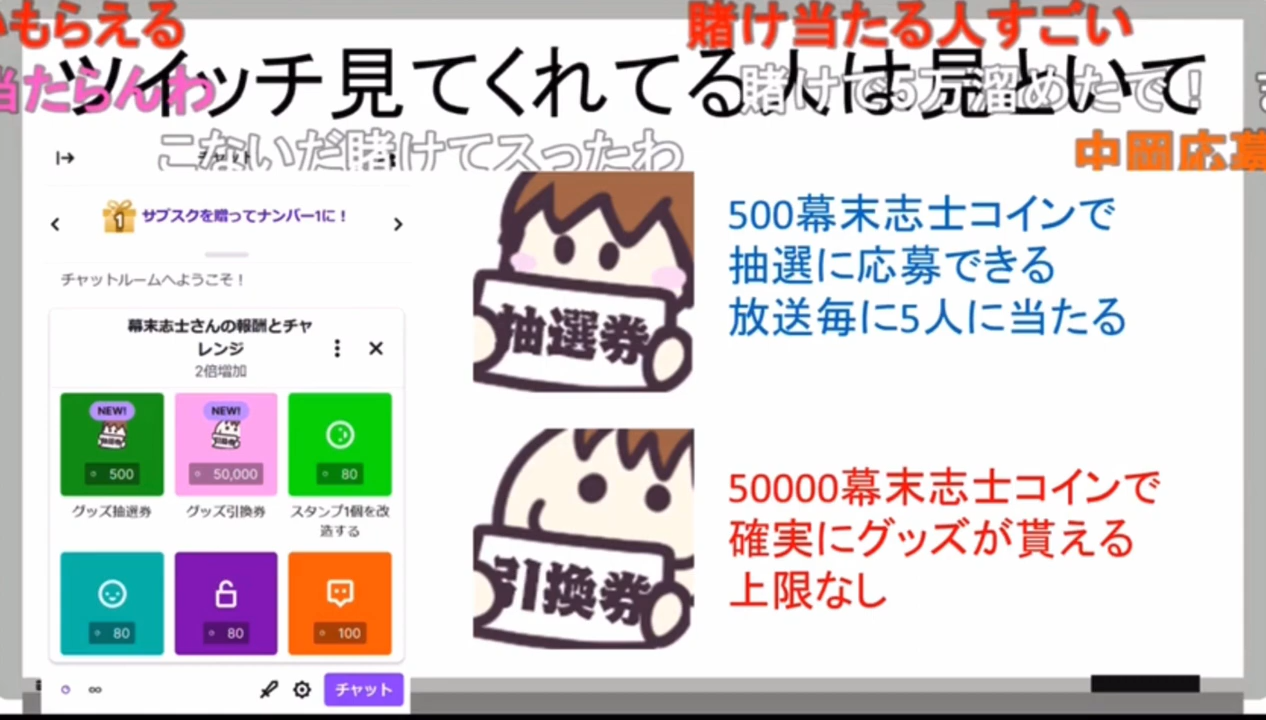 いもらえる
賭け当たる人すごい
ツイッチ見てくれてる人は見といて
当たらんわ
賭けで5万溜めたで!
こないだ賭けてスったわ
中岡応募
チャット
1
サブスクを贈ってナンバー1に!
チャットルームへようこそ!
幕末志士さんの報酬とチャ
レンジ
2倍増加
NEW!
500
グッズ抽選券
NEW!
50,000
グッズ引換券
80
スタンプ1個を改
造する
80
80
100
チャット
抽選券
500幕末志士コインで
抽選に応募できる
放送毎に5人に当たる
引換券
50000幕末志士コインで
確実にグッズが貰える
上限なし